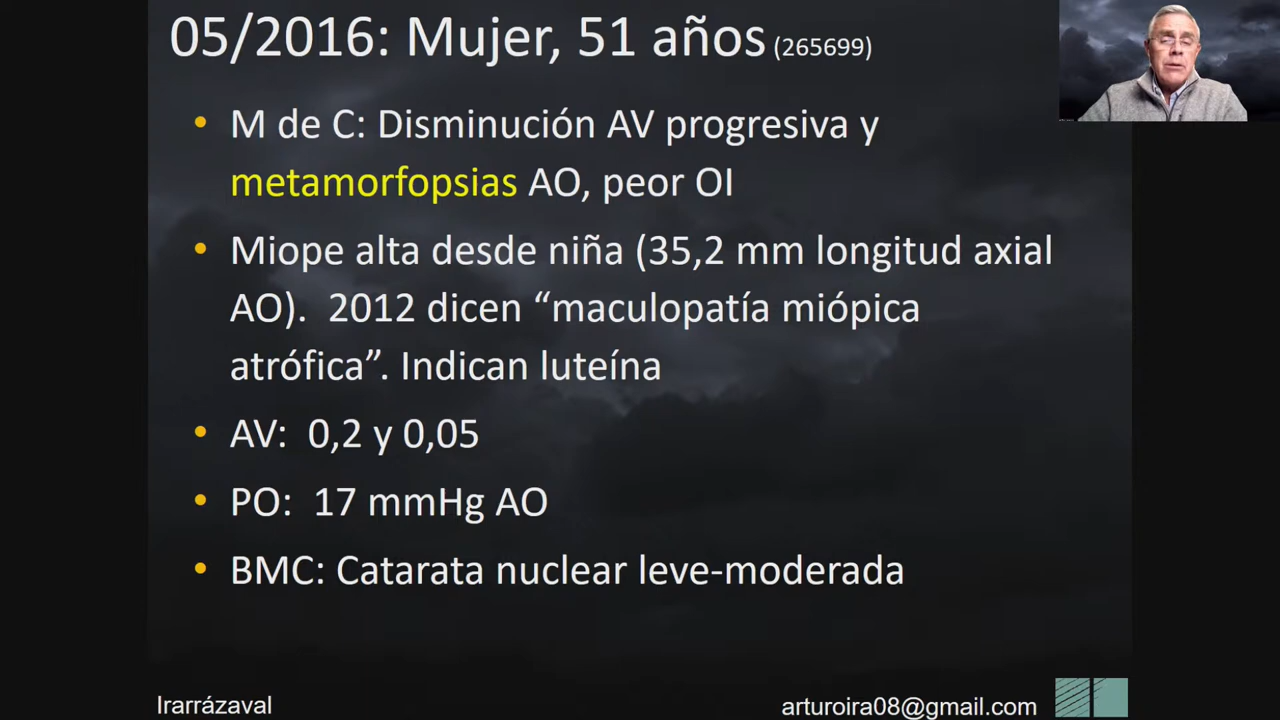 05/2016: Mujer, 51 años (265699)
• M de C: Disminución AV progresiva y
metamorfopsias AO, peor OI
• Miope alta desde niña (35,2 mm longitud axial
AO). 2012 dicen “maculopatía miópica
atrófica”. Indican luteína
• AV: 0,2 y 0,05
• PO: 17 mmHg AO
• BMC: Catarata nuclear leve-moderada
Irarrázaval
arturoira08@gmail.com